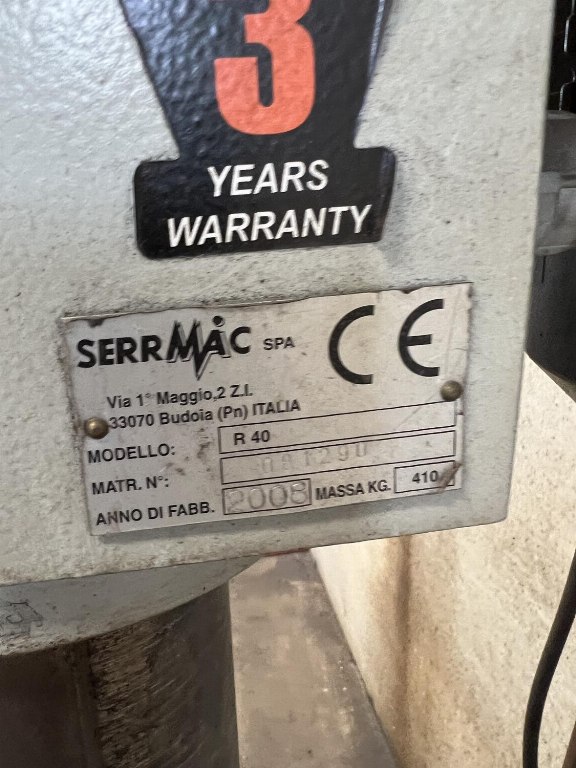 3
YEARS
WARRANTY
SERRMAC SPA CE
Via 1° Maggio,2 Z.I.
33070 Budoia (Pn) ITALIA
MODELLO: R 40
MATR. N°:
ANNO DI FABB. 2008 MASSA KG. 410